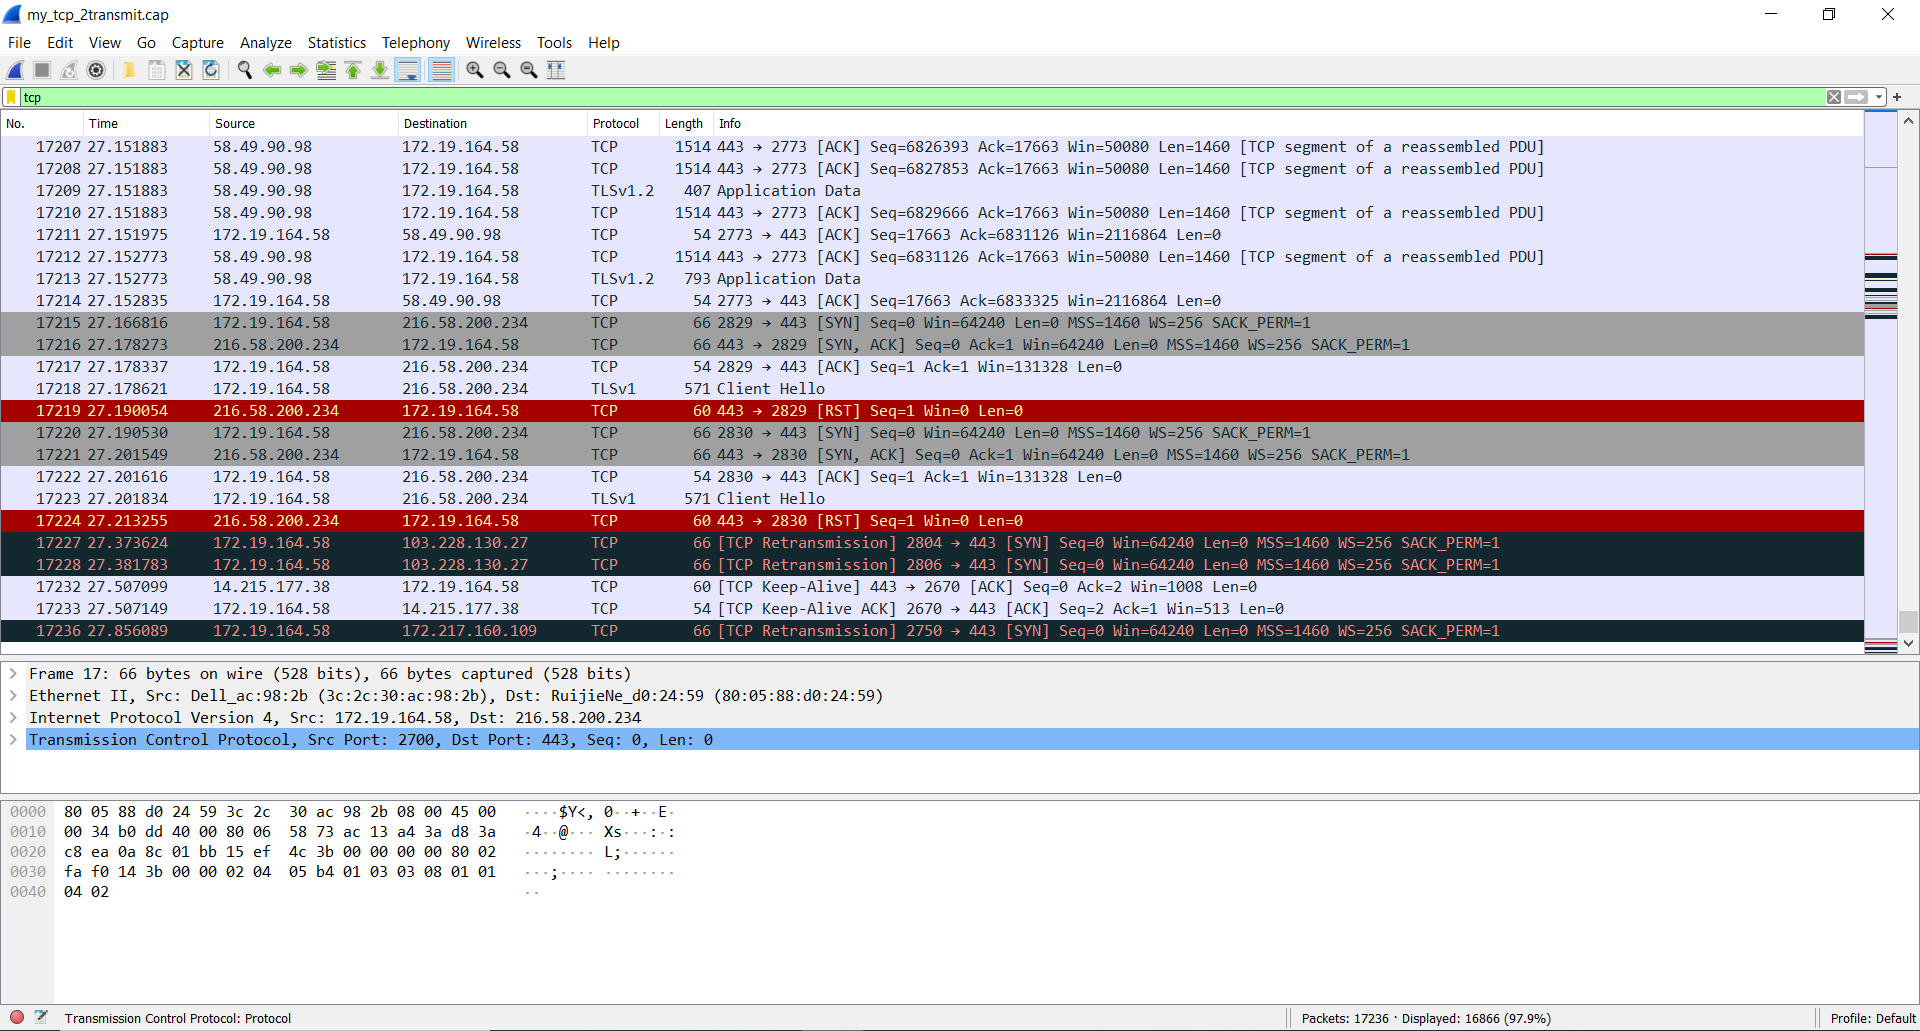 my_tcp_2transmit.cap
File Edit View Go Capture Analyze Statistics Telephony Wireless Tools Help
tcp
No. Time Source Destination Protocol Length Info
17207 27.151883 58.49.90.98 172.19.164.58 TCP 1514 443 → 2773 [ACK] Seq=6826393 Ack=17663 Win=50080 Len=1460 [TCP segment of a reassembled PDU]
17208 27.151883 58.49.90.98 172.19.164.58 TCP 1514 443 → 2773 [ACK] Seq=6827853 Ack=17663 Win=50080 Len=1460 [TCP segment of a reassembled PDU]
17209 27.151883 58.49.90.98 172.19.164.58 TLSv1.2 407 Application Data
17210 27.151883 58.49.90.98 172.19.164.58 TCP 1514 443 → 2773 [ACK] Seq=6829666 Ack=17663 Win=50080 Len=1460 [TCP segment of a reassembled PDU]
17211 27.151975 172.19.164.58 58.49.90.98 TCP 54 2773 → 443 [ACK] Seq=17663 Ack=6831126 Win=2116864 Len=0
17212 27.152773 58.49.90.98 172.19.164.58 TCP 1514 443 → 2773 [ACK] Seq=6831126 Ack=17663 Win=50080 Len=1460 [TCP segment of a reassembled PDU]
17213 27.152773 58.49.90.98 172.19.164.58 TLSv1.2 793 Application Data
17214 27.152835 172.19.164.58 58.49.90.98 TCP 54 2773 → 443 [ACK] Seq=17663 Ack=6833325 Win=2116864 Len=0
17215 27.166816 172.19.164.58 216.58.200.234 TCP 66 2829 → 443 [SYN] Seq=0 Win=64240 Len=0 MSS=1460 WS=256 SACK_PERM=1
17216 27.178273 216.58.200.234 172.19.164.58 TCP 66 443 → 2829 [SYN, ACK] Seq=0 Ack=1 Win=64240 Len=0 MSS=1460 WS=256 SACK_PERM=1
17217 27.178337 172.19.164.58 216.58.200.234 TCP 54 2829 → 443 [ACK] Seq=1 Ack=1 Win=131328 Len=0
17218 27.178621 172.19.164.58 216.58.200.234 TLSv1 571 Client Hello
17219 27.190054 216.58.200.234 172.19.164.58 TCP 60 443 → 2829 [RST] Seq=1 Win=0 Len=0
17220 27.190530 172.19.164.58 216.58.200.234 TCP 66 2830 → 443 [SYN] Seq=0 Win=64240 Len=0 MSS=1460 WS=256 SACK_PERM=1
17221 27.201549 216.58.200.234 172.19.164.58 TCP 66 443 → 2830 [SYN, ACK] Seq=0 Ack=1 Win=64240 Len=0 MSS=1460 WS=256 SACK_PERM=1
17222 27.201616 172.19.164.58 216.58.200.234 TCP 54 2830 → 443 [ACK] Seq=1 Ack=1 Win=131328 Len=0
17223 27.201834 172.19.164.58 216.58.200.234 TLSv1 571 Client Hello
17224 27.213255 216.58.200.234 172.19.164.58 TCP 60 443 → 2830 [RST] Seq=1 Win=0 Len=0
17227 27.373624 172.19.164.58 103.228.130.27 TCP 66 [TCP Retransmission] 2804 → 443 [SYN] Seq=0 Win=64240 Len=0 MSS=1460 WS=256 SACK_PERM=1
17228 27.381783 172.19.164.58 103.228.130.27 TCP 66 [TCP Retransmission] 2806 → 443 [SYN] Seq=0 Win=64240 Len=0 MSS=1460 WS=256 SACK_PERM=1
17232 27.507099 14.215.177.38 172.19.164.58 TCP 60 [TCP Keep-Alive] 443 → 2670 [ACK] Seq=0 Ack=2 Win=1008 Len=0
17233 27.507149 172.19.164.58 14.215.177.38 TCP 54 [TCP Keep-Alive ACK] 2670 → 443 [ACK] Seq=2 Ack=1 Win=513 Len=0
17236 27.856089 172.19.164.58 172.217.160.109 TCP 66 [TCP Retransmission] 2750 → 443 [SYN] Seq=0 Win=64240 Len=0 MSS=1460 WS=256 SACK_PERM=1
Frame 17: 66 bytes on wire (528 bits), 66 bytes captured (528 bits)
Ethernet II, Src: Dell_ac:98:2b (3c:2c:30:ac:98:2b), Dst: RuijieNe_d0:24:59 (80:05:88:d0:24:59)
Internet Protocol Version 4, Src: 172.19.164.58, Dst: 216.58.200.234
Transmission Control Protocol, Src Port: 2700, Dst Port: 443, Seq: 0, Len: 0
0000 80 05 88 d0 24 59 3c 2c 30 ac 98 2b 08 00 45 00 ····$Y<, 0··+··E·
0010 00 34 b0 dd 40 00 80 06 58 73 ac 13 a4 3a d8 3a ·4··@··· Xs···:·:
0020 c8 ea 0a 8c 01 bb 15 ef 4c 3b 00 00 00 00 80 02 ········ L;······
0030 fa f0 14 3b 00 00 02 04 05 b4 01 03 03 08 01 01 ···;···· ········
0040 04 02 ··
Transmission Control Protocol: Protocol
Packets: 17236 · Displayed: 16866 (97.9%)
Profile: Default